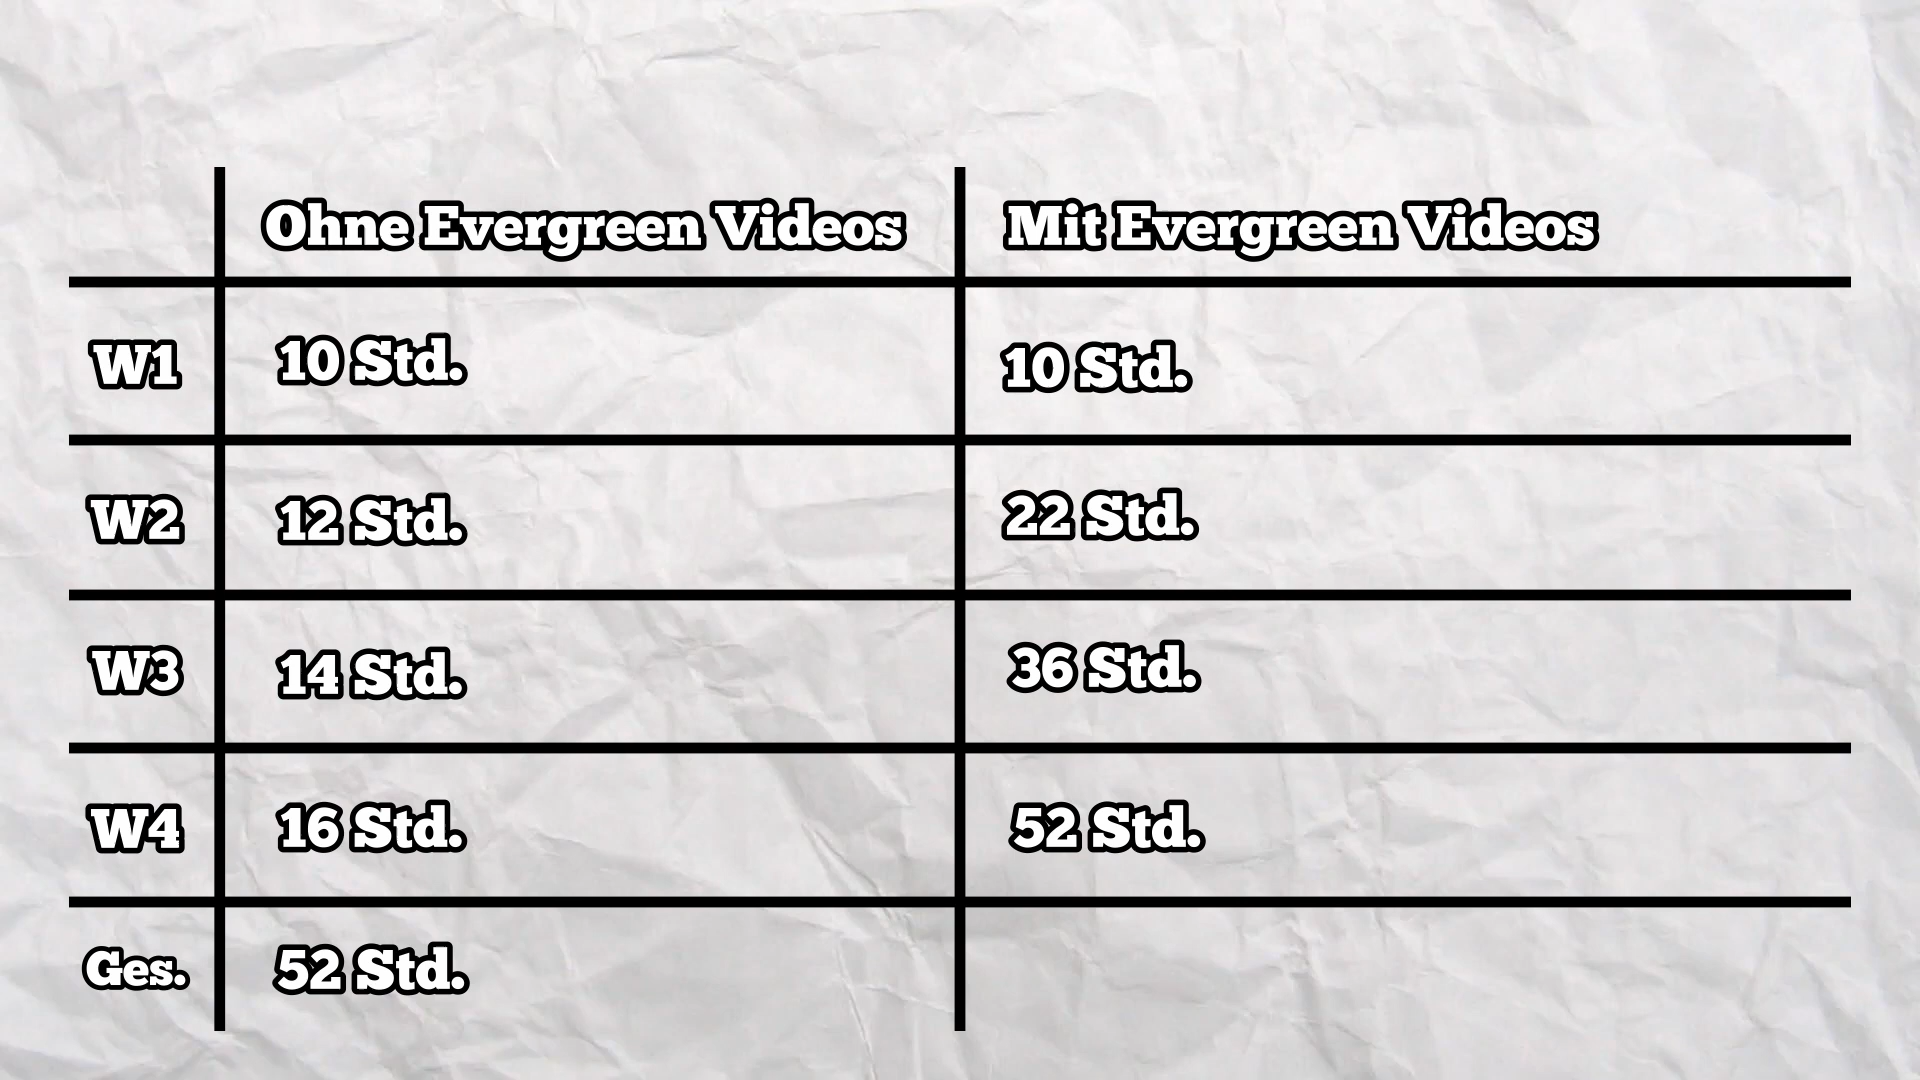 Ohne Evergreen Videos Mit Evergreen Videos
W1 10 Std. 10 Std.
W2 12 Std. 22 Std.
W3 14 Std. 36 Std.
W4 16 Std. 52 Std.
Ges. 52 Std.